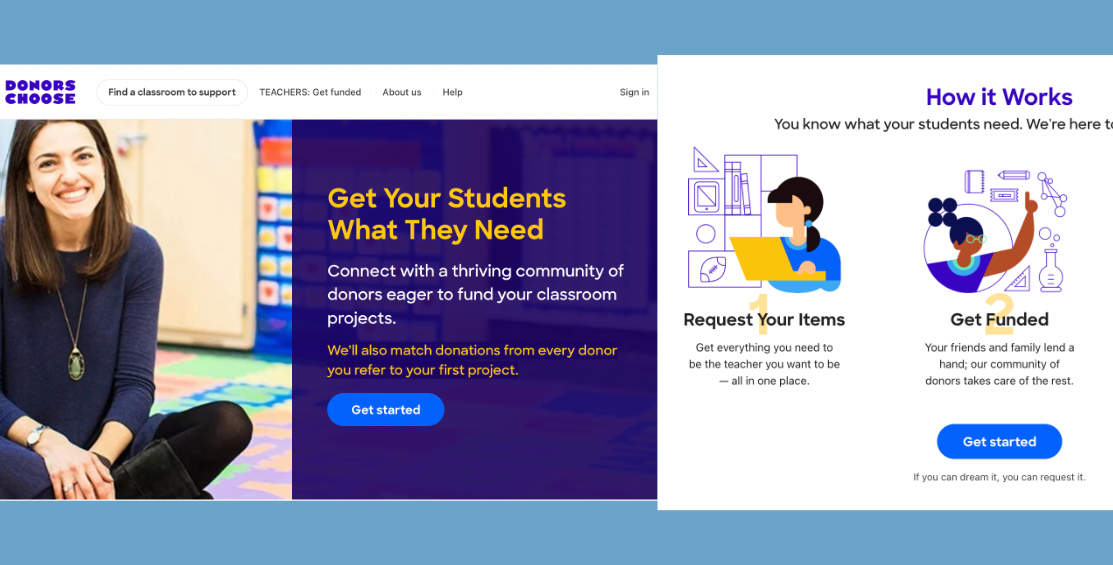 DONORS
CHOOSE
Find a classroom to support
TEACHERS: Get funded
About us
Help
Sign in
Get Your Students
What They Need
Connect with a thriving community of
donors eager to fund your classroom
projects.
We'll also match donations from every donor
you refer to your first project.
Get started
How it Works
You know what your students need. We're here to
1
Request Your Items
Get everything you need to
be the teacher you want to be
— all in one place.
2
Get Funded
Your friends and family lend a
hand; our community of
donors takes care of the rest.
Get started
If you can dream it, you can request it.